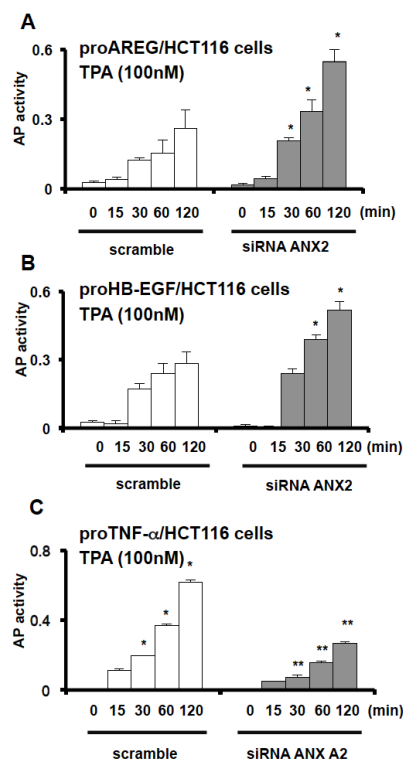 A
proAREG/HCT116 cells
TPA (100nM)
AP activity
0.6
0.3
0
* * *
0 15 30 60 120 0 15 30 60 120 (min)
scramble siRNA ANX2
B
proHB-EGF/HCT116 cells
TPA (100nM)
AP activity
0.6
0.3
0
* *
0 15 30 60 120 0 15 30 60 120 (min)
scramble siRNA ANX2
C
proTNF-α/HCT116 cells
TPA (100nM)
AP activity
0.8
0.4
0
* * * ** ** **
0 15 30 60 120 0 15 30 60 120 (min)
scramble siRNA ANX A2